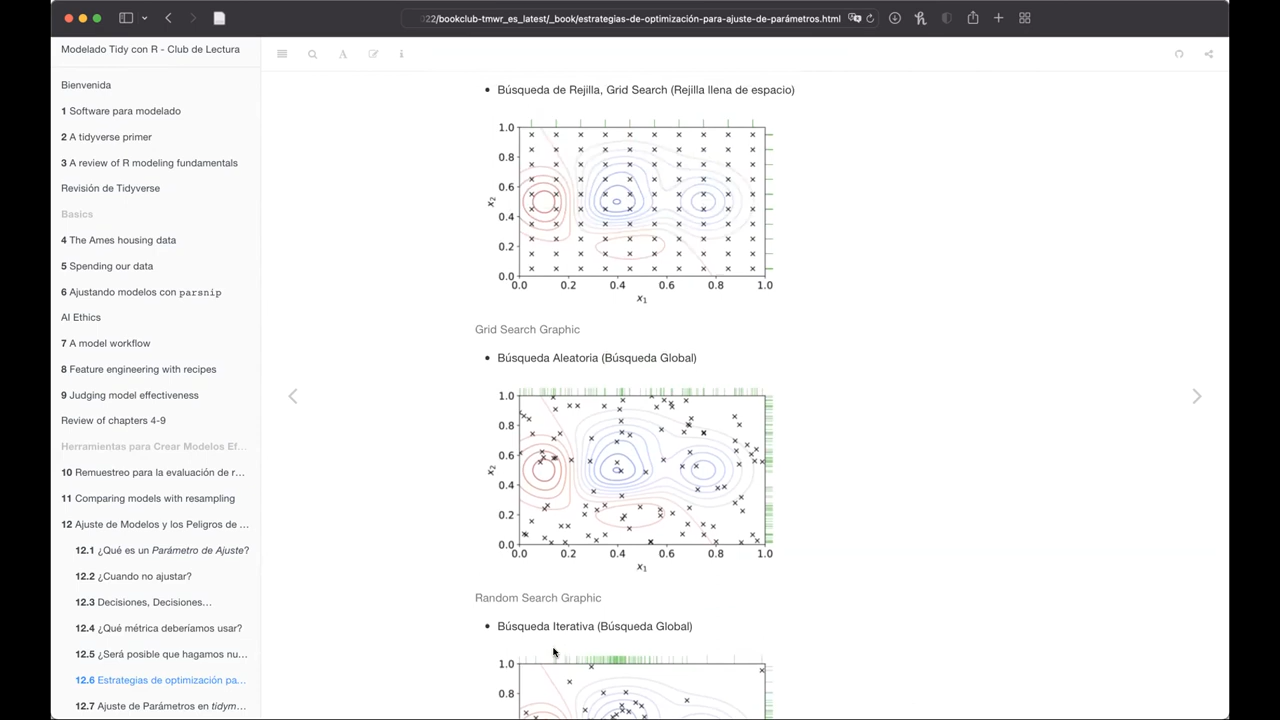 :22/bookclub-tmwr_es_latest/_book/estrategias-de-optimización-para-ajuste-de-parámetros.html
Modelado Tidy con R - Club de Lectura
Bienvenida
1 Software para modelado
2 A tidyverse primer
3 A review of R modeling fundamentals
Revisión de Tidyverse
Basics
4 The Ames housing data
5 Spending our data
6 Ajustando modelos con parsnip
AI Ethics
7 A model workflow
8 Feature engineering with recipes
9 Judging model effectiveness
Review of chapters 4-9
Herramientas para Crear Modelos Ef...
10 Remuestreo para la evaluación de r...
11 Comparing models with resampling
12 Ajuste de Modelos y los Peligros de ...
12.1 ¿Qué es un Parámetro de Ajuste?
12.2 ¿Cuando no ajustar?
12.3 Decisiones, Decisiones...
12.4 ¿Qué métrica deberíamos usar?
12.5 ¿Será posible que hagamos nu...
12.6 Estrategias de optimización pa...
12.7 Ajuste de Parámetros en tidym...
• Búsqueda de Rejilla, Grid Search (Rejilla llena de espacio)
1.0
0.8
0.6
x2
0.4
0.2
0.0
0.0 0.2 0.4 0.6 0.8 1.0
x1
Grid Search Graphic
• Búsqueda Aleatoria (Búsqueda Global)
1.0
0.8
0.6
x2
0.4
0.2
0.0
0.0 0.2 0.4 0.6 0.8 1.0
x1
Random Search Graphic
• Búsqueda Iterativa (Búsqueda Global)
1.0
0.8